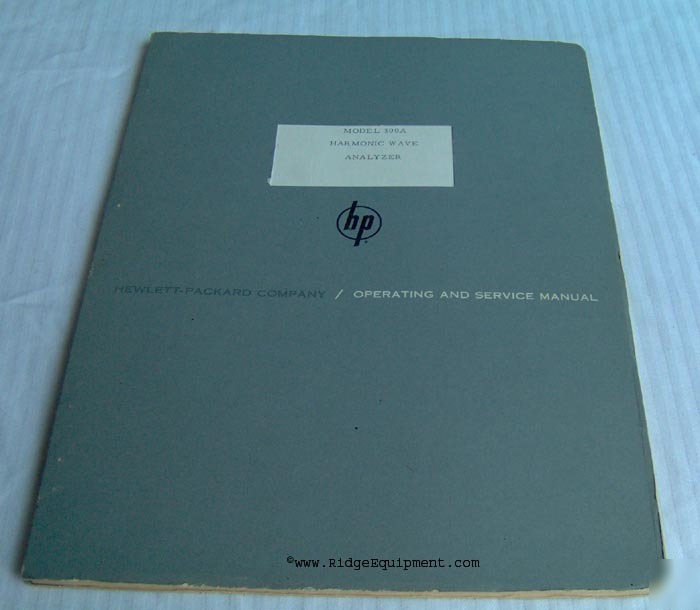 MODEL 300A
HARMONIC WAVE
ANALYZER
hp
HEWLETT-PACKARD COMPANY / OPERATING AND SERVICE MANUAL
©www.RidgeEquipment.com